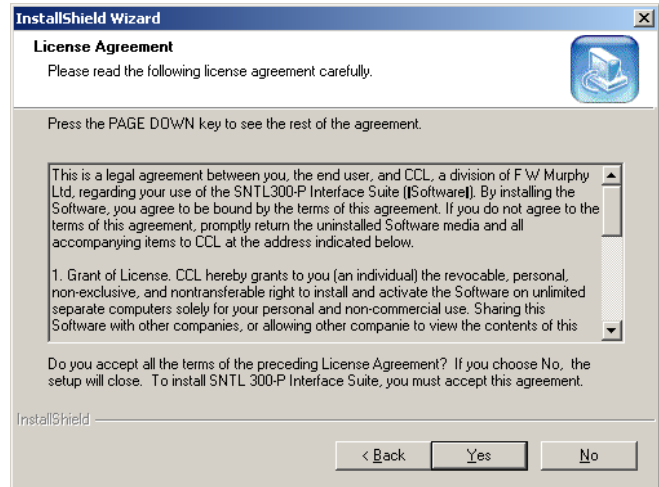 InstallShield Wizard
License Agreement
Please read the following license agreement carefully.
Press the PAGE DOWN key to see the rest of the agreement.
This is a legal agreement between you, the end user, and CCL, a division of F W Murphy
Ltd, regarding your use of the SNTL300-P Interface Suite (|Software|). By installing the
Software, you agree to be bound by the terms of this agreement. If you do not agree to the
terms of this agreement, promptly return the uninstalled Software media and all
accompanying items to CCL at the address indicated below.
1. Grant of License. CCL hereby grants to you (an individual) the revocable, personal,
non-exclusive, and nontransferable right to install and activate the Software on unlimited
separate computers solely for your personal and non-commercial use. Sharing this
Software with other companies, or allowing other companie to view the contents of this
Do you accept all the terms of the preceding License Agreement? If you choose No, the
setup will close. To install SNTL 300-P Interface Suite, you must accept this agreement.
InstallShield
< Back
Yes
No